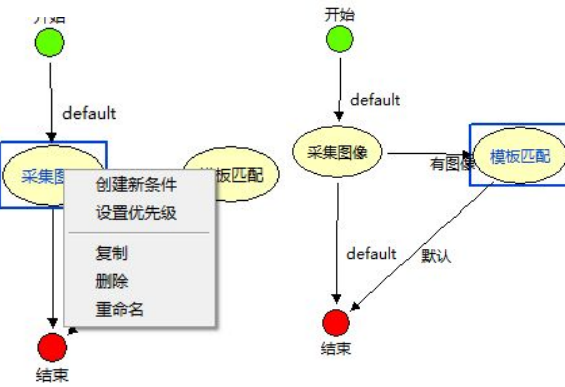 开始
default
采集图
板匹配
创建新条件
设置优先级
复制
删除
重命名
结束
开始
default
采集图像
有图像
模板匹配
default
默认
结束